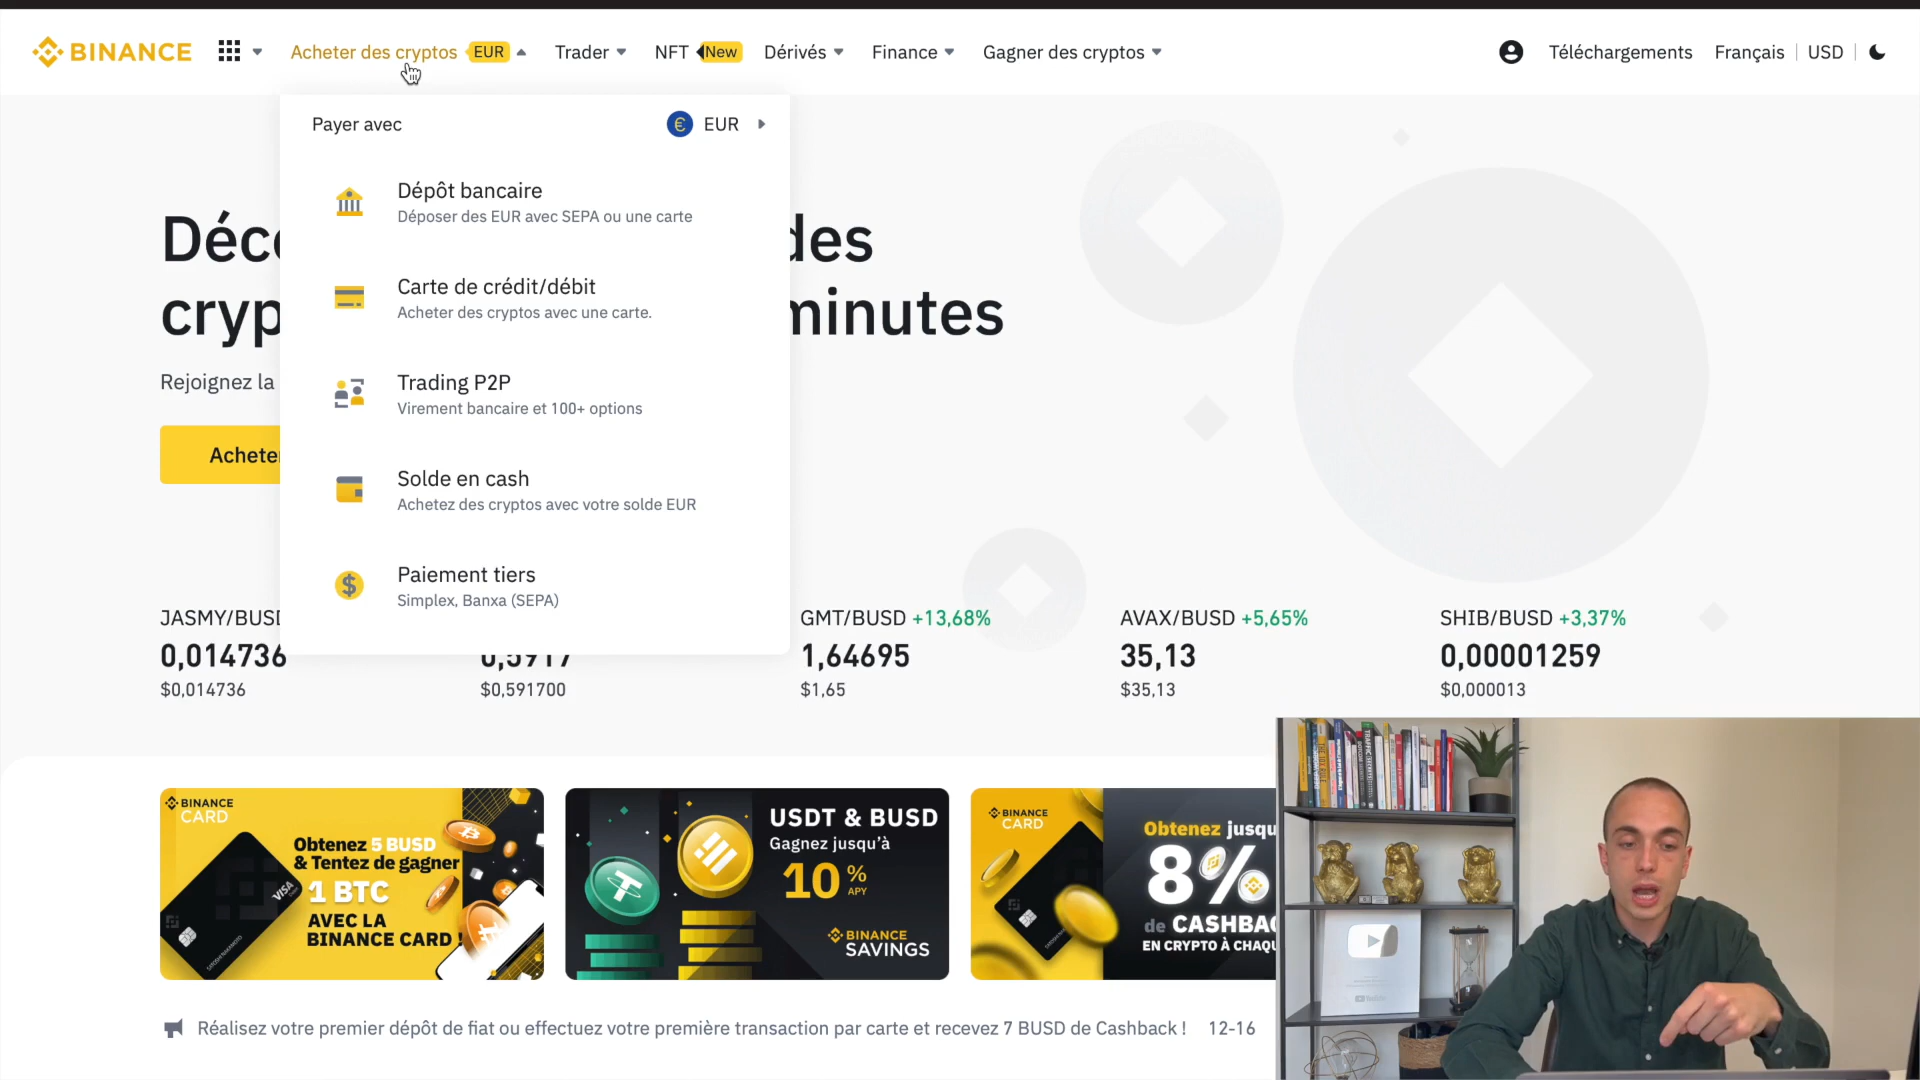 BINANCE
Acheter des cryptos EUR
Trader
NFT New
Dérivés
Finance
Gagner des cryptos
Téléchargements
Français
USD
Payer avec
€ EUR
Dépôt bancaire
Déposer des EUR avec SEPA ou une carte
Carte de crédit/débit
Acheter des cryptos avec une carte.
Trading P2P
Virement bancaire et 100+ options
Solde en cash
Achetez des cryptos avec votre solde EUR
$
Paiement tiers
Simplex, Banxa (SEPA)
Déc
des
cryp
minutes
Rejoignez la
Achete
JASMY/BUSD
0,014736
$0,014736
0,5917
$0,591700
GMT/BUSD +13,68%
1,64695
$1,65
AVAX/BUSD +5,65%
35,13
$35,13
SHIB/BUSD +3,37%
0,00001259
$0,000013
BINANCE
CARD
Obtenez 5 BUSD
& Tentez de gagner
1 BTC
AVEC LA
BINANCE CARD !
VISA
USDT & BUSD
Gagnez jusqu'à
10 %
APY
BINANCE
SAVINGS
BINANCE
CARD
Obtenez jusqu
8%
de CASHBAC
EN CRYPTO À CHAQU
Réalisez votre premier dépôt de fiat ou effectuez votre première transaction par carte et recevez 7 BUSD de Cashback !
12-16
TRAFFIC SECRETS
YouTube